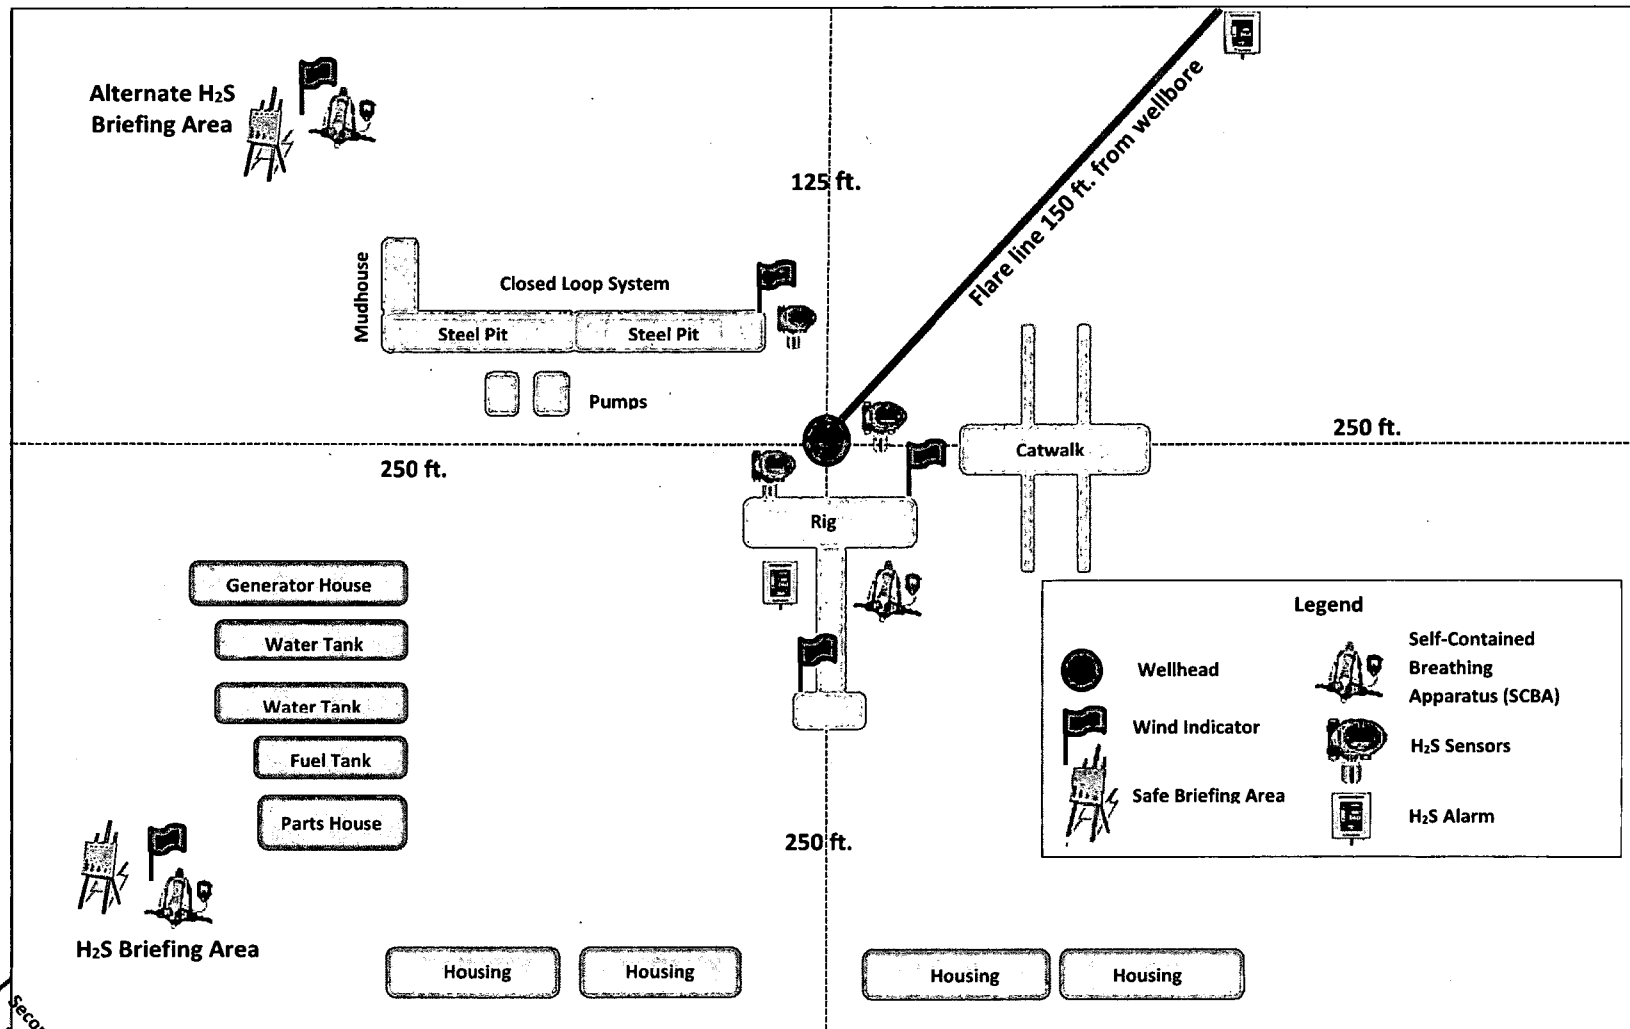 Alternate H₂S
Briefing Area
125 ft.
Flare line 150 ft. from wellbore
Mudhouse
Closed Loop System
Steel Pit
Steel Pit
Pumps
250 ft.
250 ft.
Catwalk
Rig
Generator House
Water Tank
Water Tank
Fuel Tank
Parts House
250 ft.
H₂S Briefing Area
Housing
Housing
Housing
Housing
Legend
Wellhead
Wind Indicator
Safe Briefing Area
Self-Contained
Breathing
Apparatus (SCBA)
H₂S Sensors
H₂S Alarm